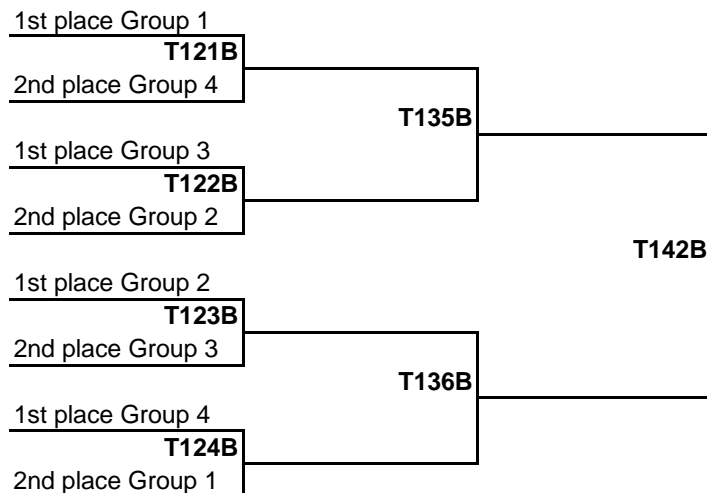 1st place Group 1
T121B
2nd place Group 4
T135B
1st place Group 3
T122B
2nd place Group 2
T142B
1st place Group 2
T123B
2nd place Group 3
T136B
1st place Group 4
T124B
2nd place Group 1